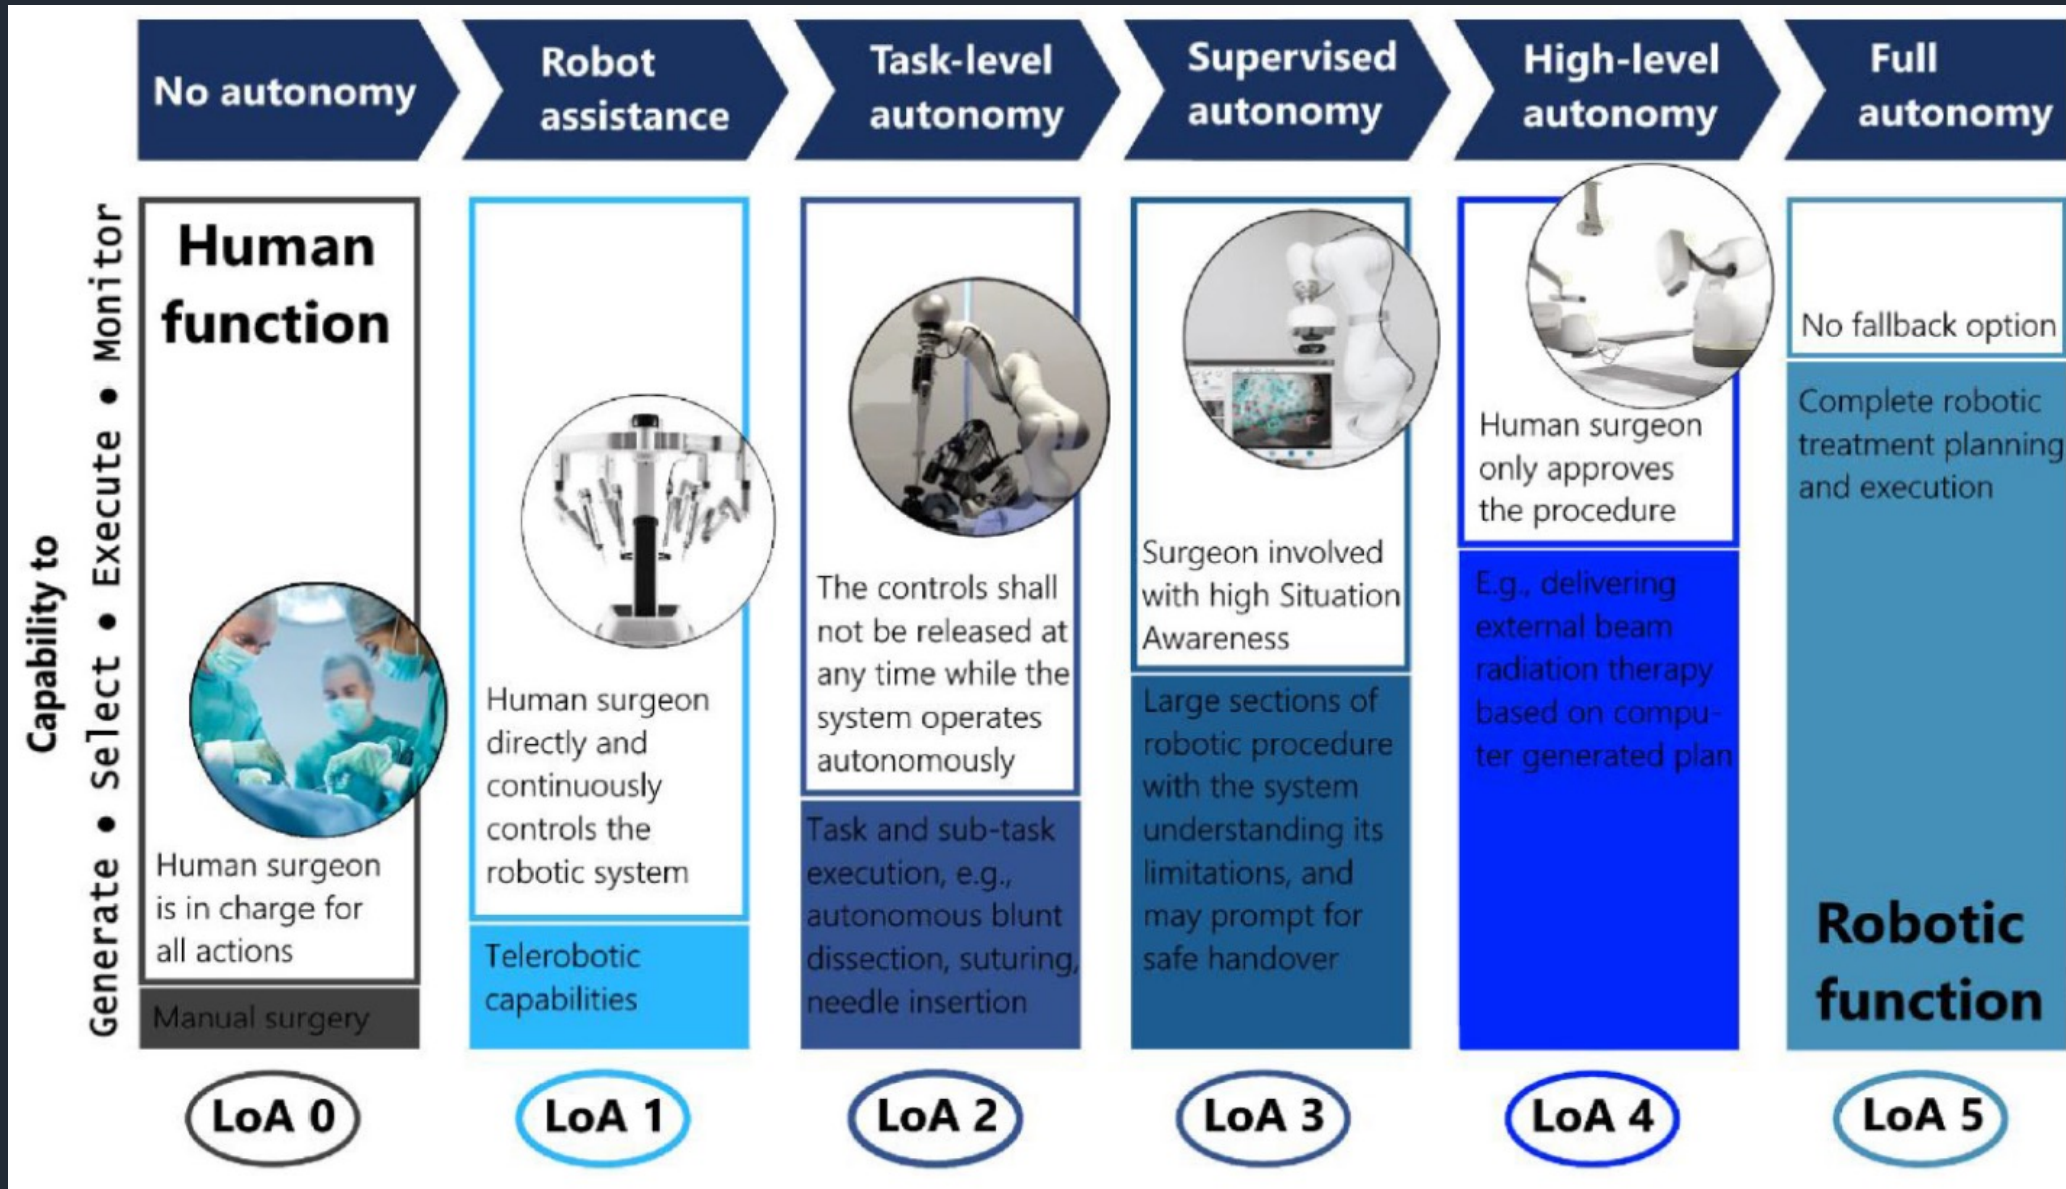 No autonomy
Robot
assistance
Task-level
autonomy
Supervised
autonomy
High-level
autonomy
Full
autonomy
Capability to
Generate • Select • Execute • Monitor
Human
function
Human surgeon
is in charge for
all actions
Manual surgery
Human surgeon
directly and
continuously
controls the
robotic system
Telerobotic
capabilities
The controls shall
not be released at
any time while the
system operates
autonomously
Task and sub-task
execution, e.g.,
autonomous blunt
dissection, suturing,
needle insertion
Surgeon involved
with high Situation
Awareness
Large sections of
robotic procedure
with the system
understanding its
limitations, and
may prompt for
safe handover
Human surgeon
only approves
the procedure
E.g., delivering
external beam
radiation therapy
based on compu-
ter generated plan
No fallback option
Complete robotic
treatment planning
and execution
Robotic
function
LoA 0
LoA 1
LoA 2
LoA 3
LoA 4
LoA 5